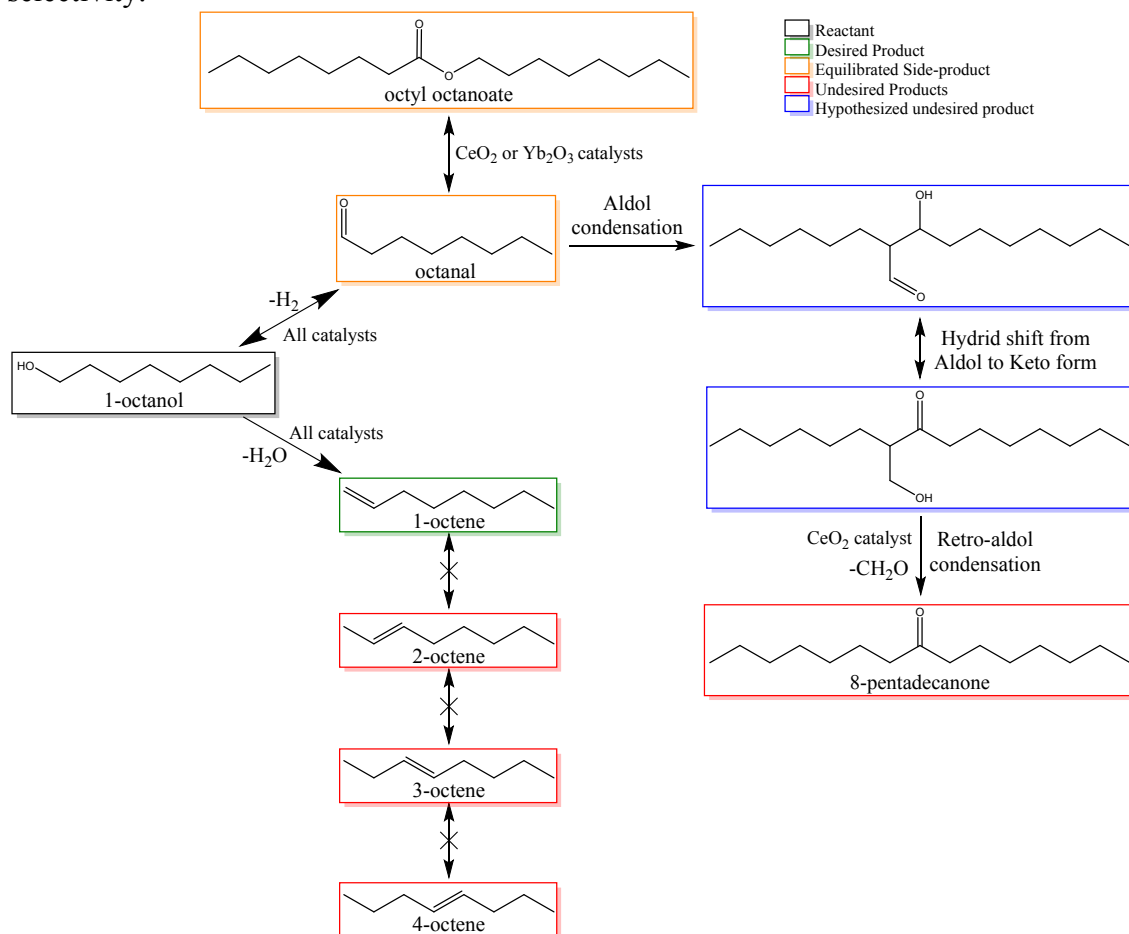 selectivity.
Reactant
Desired Product
Equilibrated Side-product
Undesired Products
Hypothesized undesired product
O
O
octyl octanoate
CeO₂ or Yb₂O₃ catalysts
O
octanal
Aldol
condensation
OH
O
-H₂
All catalysts
HO
1-octanol
Hydrid shift from
Aldol to Keto form
All catalysts
-H₂O
O
OH
1-octene
CeO₂ catalyst
-CH₂O
Retro-aldol
condensation
2-octene
O
8-pentadecanone
3-octene
4-octene